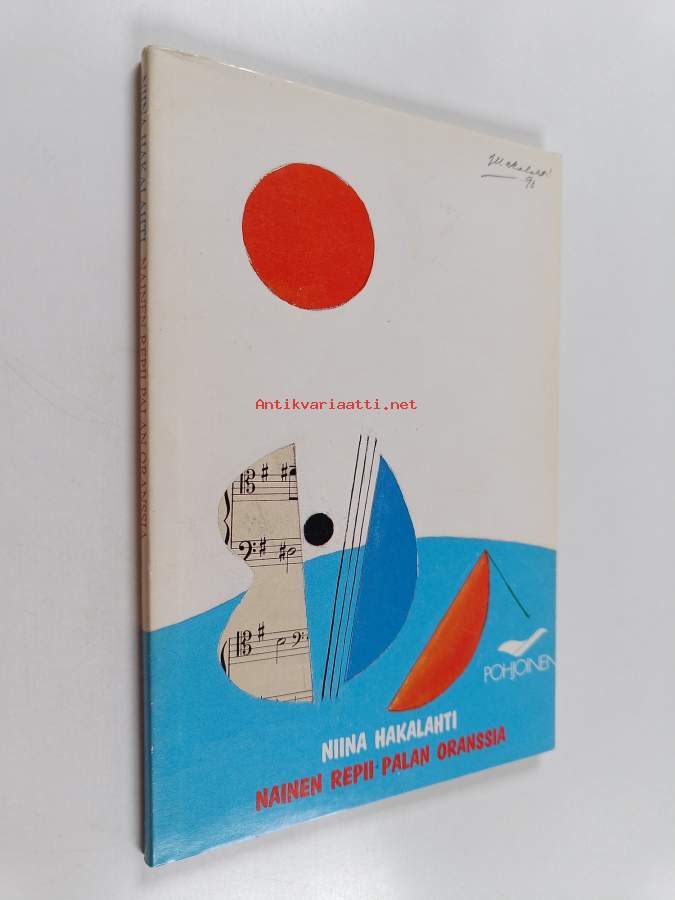 NIINA HAKALAHTI NAINEN REPII PALAN ORANSSIA
Antikvariaatti.net
POHJOINEN
NIINA HAKALAHTI
NAINEN REPII PALAN ORANSSIA